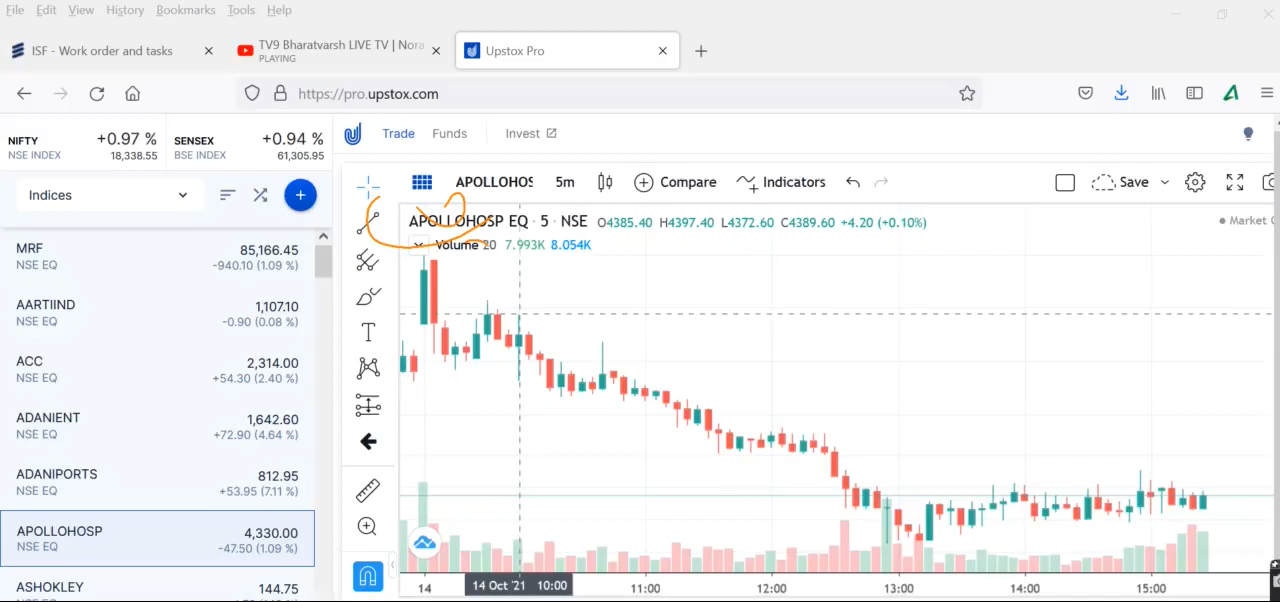 File Edit View History Bookmarks Tools Help
ISF - Work order and tasks
TV9 Bharatvarsh LIVE TV | Nora
PLAYING
Upstox Pro
https://pro.upstox.com
NIFTY +0.97 %
NSE INDEX 18,338.55
SENSEX +0.94 %
BSE INDEX 61,305.95
Trade Funds Invest
Indices
APOLLOHOS 5m Compare Indicators Save
APOLLOHOSP EQ · 5 · NSE O4385.40 H4397.40 L4372.60 C4389.60 +4.20 (+0.10%)
Market
Volume 20 7.993K 8.054K
MRF 85,166.45
NSE EQ -940.10 (1.09 %)
AARTIIND 1,107.10
NSE EQ -0.90 (0.08 %)
ACC 2,314.00
NSE EQ +54.30 (2.40 %)
ADANIENT 1,642.60
NSE EQ +72.90 (4.64 %)
ADANIPORTS 812.95
NSE EQ +53.95 (7.11 %)
APOLLOHOSP 4,330.00
NSE EQ -47.50 (1.09 %)
ASHOKLEY 144.75
14 14 Oct '21 10:00 11:00 12:00 13:00 14:00 15:00